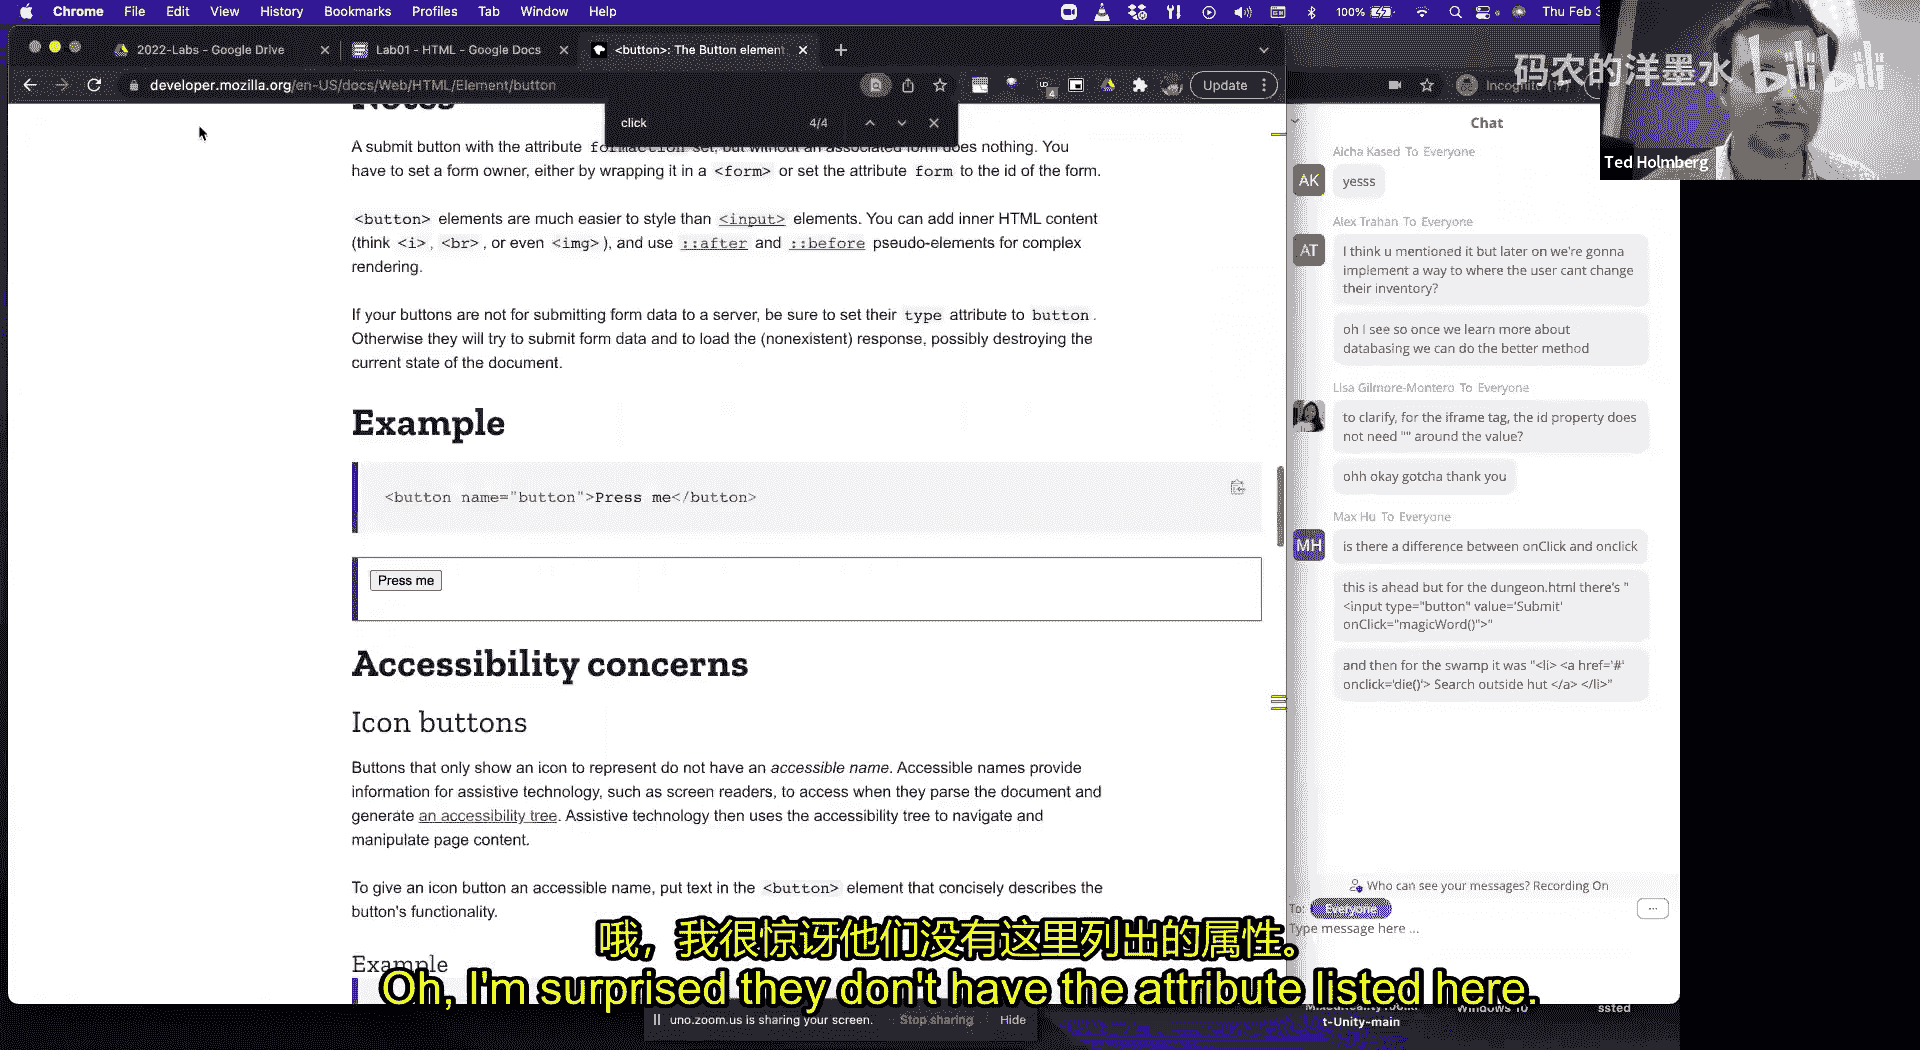 Chrome File Edit View History Bookmarks Profiles Tab Window Help
100% Thu Feb 3
2022-Labs - Google Drive
Lab01 - HTML - Google Docs
<button>: The Button element
developer.mozilla.org/en-US/docs/Web/HTML/Element/button
4
Update
click 4/4
Notes
A submit button with the attribute formaction set, but without an associated form does nothing. You
have to set a form owner, either by wrapping it in a <form> or set the attribute form to the id of the form.
<button> elements are much easier to style than <input> elements. You can add inner HTML content
(think <i>, <br>, or even <img>), and use ::after and ::before pseudo-elements for complex
rendering.
If your buttons are not for submitting form data to a server, be sure to set their type attribute to button.
Otherwise they will try to submit form data and to load the (nonexistent) response, possibly destroying the
current state of the document.
Example
<button name="button">Press me</button>
Press me
Accessibility concerns
Icon buttons
Buttons that only show an icon to represent do not have an accessible name. Accessible names provide
information for assistive technology, such as screen readers, to access when they parse the document and
generate an accessibility tree. Assistive technology then uses the accessibility tree to navigate and
manipulate page content.
To give an icon button an accessible name, put text in the <button> element that concisely describes the
button's functionality.
Example
Incognito
码农的洋墨水 bilibili
Ted Holmberg
Chat
Aicha Kased To Everyone
AK
yesss
Alex Trahan To Everyone
AT
I think u mentioned it but later on we're gonna
implement a way to where the user cant change
their inventory?
oh I see so once we learn more about
databasing we can do the better method
Lisa Gilmore-Montero To Everyone
to clarify, for the iframe tag, the id property does
not need "" around the value?
ohh okay gotcha thank you
Max Hu To Everyone
MH
is there a difference between onClick and onclick
this is ahead but for the dungeon.html there's "
<input type="button" value='Submit'
onClick="magicWord()">"
and then for the swamp it was "<li> <a href='#'
onclick='die()'> Search outside hut </a> </li>"
Who can see your messages? Recording On
To: Everyone
Type message here ...
哦，我很惊讶他们没有这里列出的属性。
Oh, I'm surprised they don't have the attribute listed here.
uno.zoom.us is sharing your screen. Stop sharing Hide
t-Unity-main
Windows 10
ssted